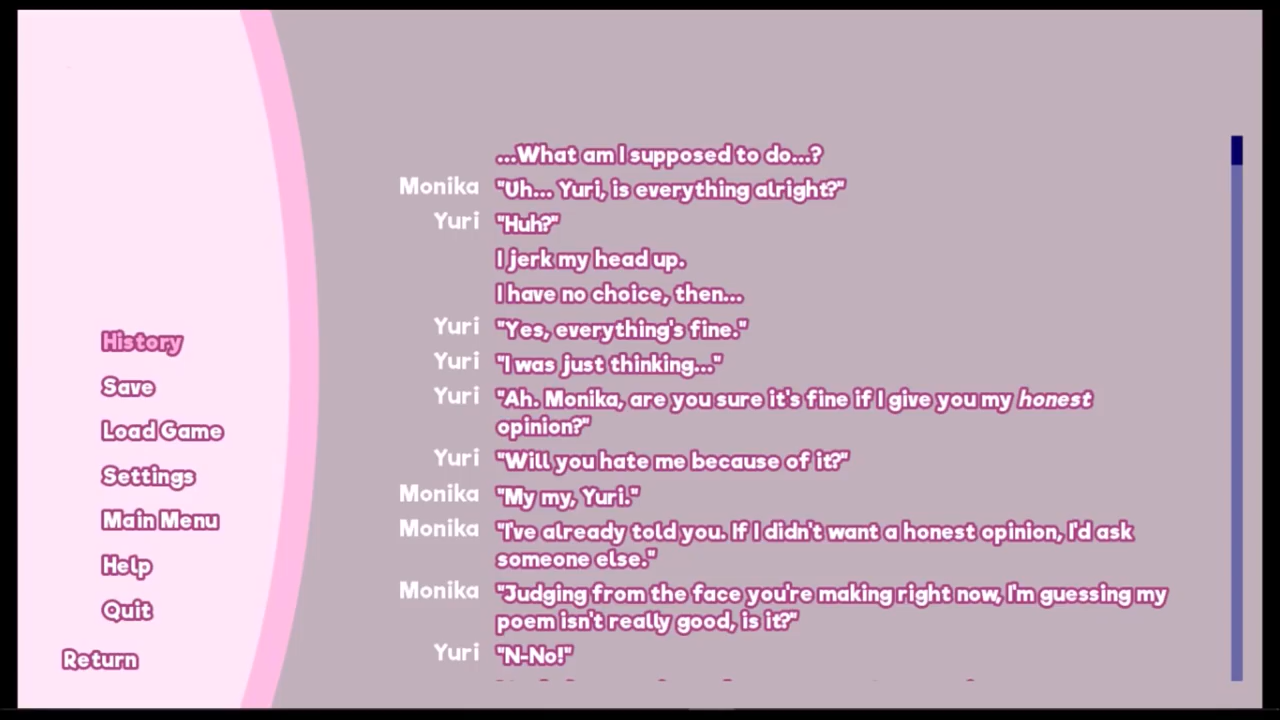 ...What am I supposed to do...?
Monika "Uh... Yuri, is everything alright?"
Yuri "Huh?"
I jerk my head up.
I have no choice, then...
Yuri "Yes, everything's fine."
Yuri "I was just thinking..."
Yuri "Ah. Monika, are you sure it's fine if I give you my honest
opinion?"
Yuri "Will you hate me because of it?"
Monika "My my, Yuri."
Monika "I've already told you. If I didn't want a honest opinion, I'd ask
someone else."
Monika "Judging from the face you're making right now, I'm guessing my
poem isn't really good, is it?"
Yuri "N-No!"
History
Save
Load Game
Settings
Main Menu
Help
Quit
Return